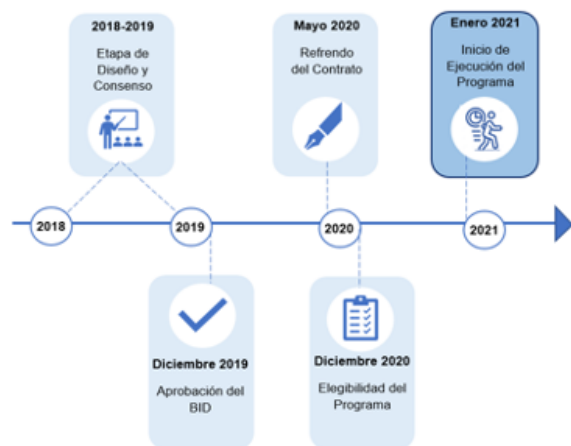 2018-2019
Etapa de
Diseño y
Consenso
Mayo 2020
Refrendo
del Contrato
Enero 2021
Inicio de
Ejecución del
Programa
2018
2019
2020
2021
Diciembre 2019
Aprobación del
BID
Diciembre 2020
Elegibilidad del
Programa